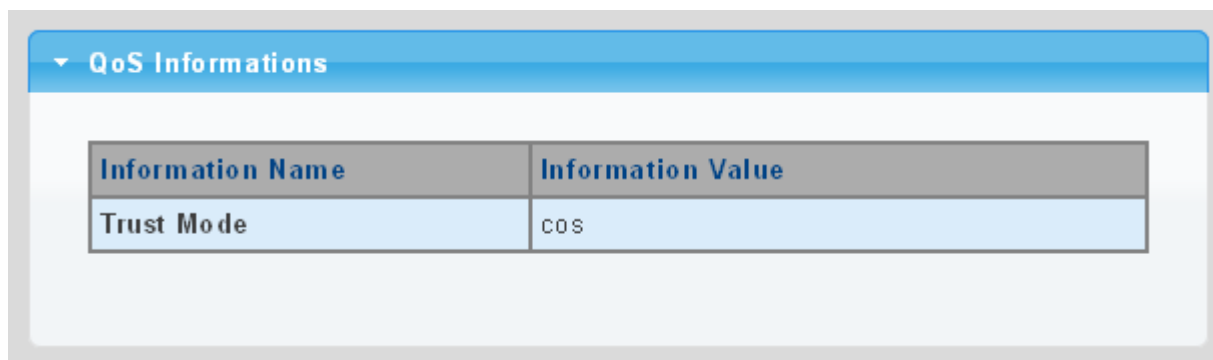 QoS Informations
Information Name Information Value
Trust Mode cos